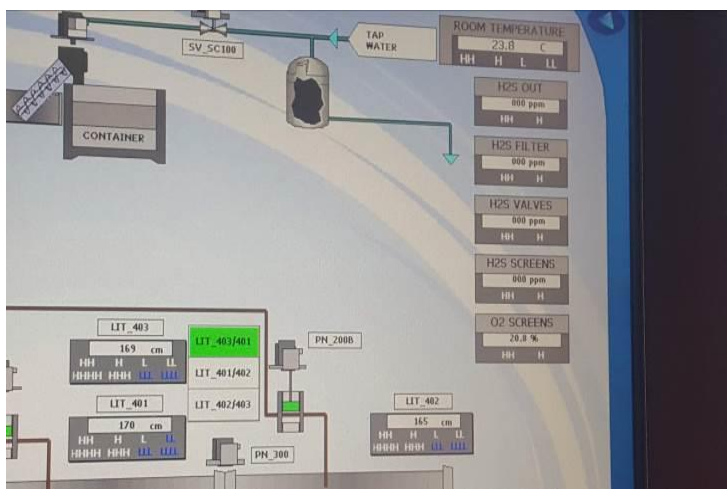 SV_SC100
TAP
WATER
CONTAINER
ROOM TEMPERATURE
23.8 C
HH H L LL
H2S OUT
000 ppm
HH H
H2S FILTER
000 ppm
HH H
H2S VALVES
000 ppm
HH H
H2S SCREENS
000 ppm
HH H
O2 SCREENS
20.8 %
HH H
LIT_403
169 cm
HH H L LL
HHHH HHH LLL LLLL
LIT_401
170 cm
HH H L LL
HHHH HHH LLL LLLL
LIT_403/401
LIT_401/402
LIT_402/403
PN_200B
PN_300
LIT_402
165 cm
HH H L LL
HHHH HHH LLL LLLL